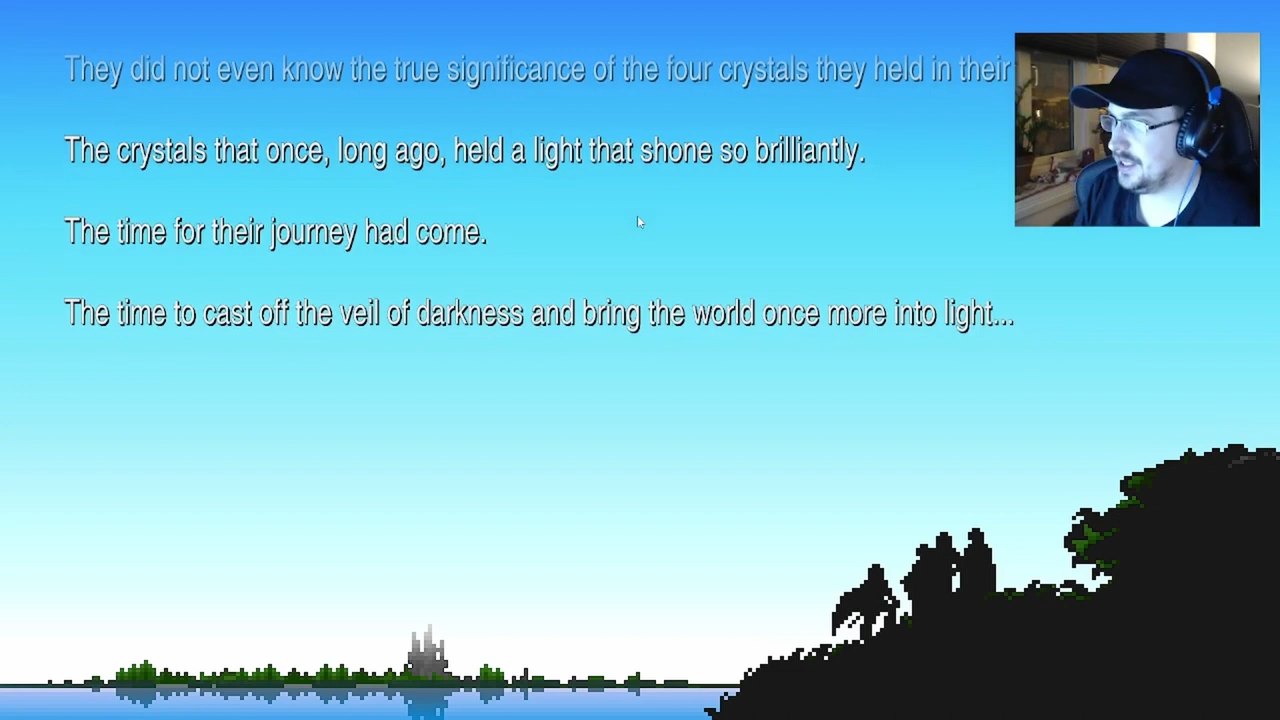 They did not even know the true significance of the four crystals they held in their
The crystals that once, long ago, held a light that shone so brilliantly.
The time for their journey had come.
The time to cast off the veil of darkness and bring the world once more into light...